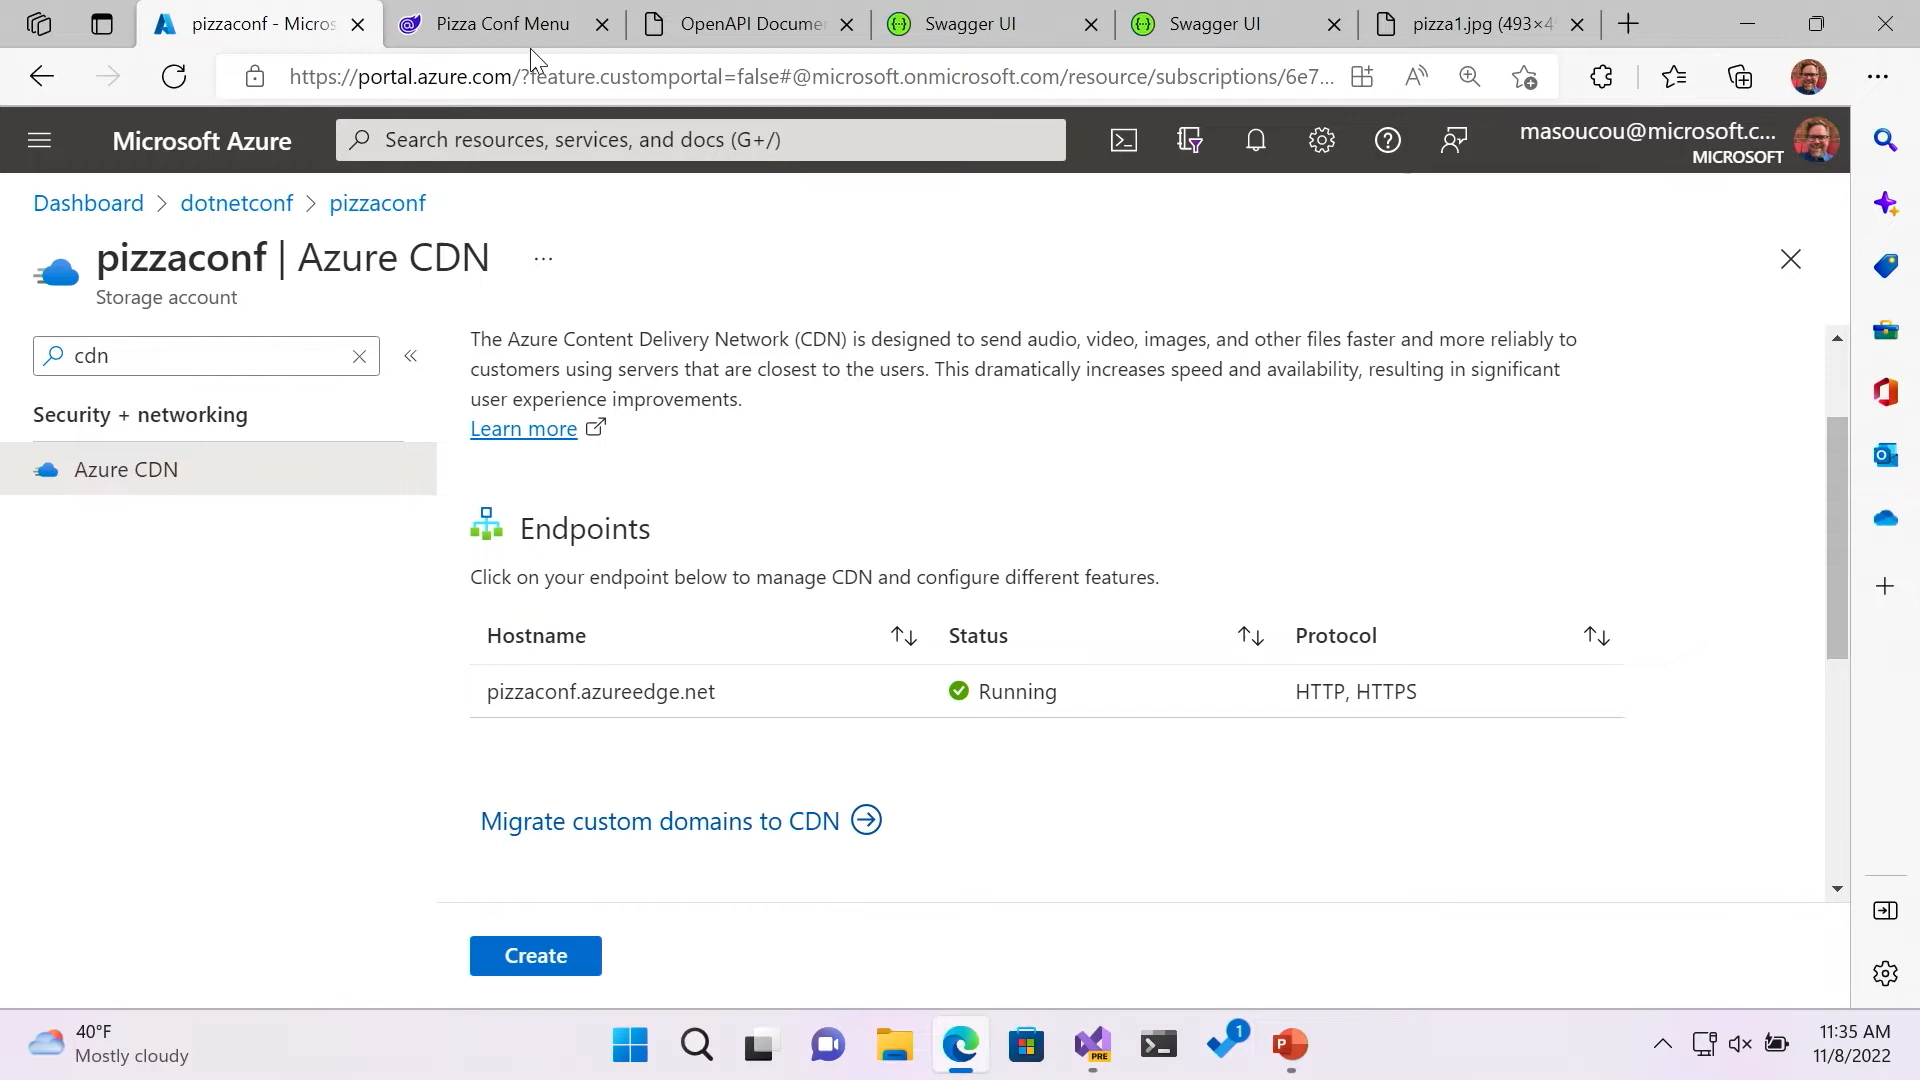 pizzaconf - Micros
Pizza Conf Menu
OpenAPI Documen
Swagger UI
Swagger UI
pizza1.jpg (493×4
https://portal.azure.com/?feature.customportal=false#@microsoft.onmicrosoft.com/resource/subscriptions/6e7...
Microsoft Azure
Search resources, services, and docs (G+/)
masoucou@microsoft.c...
MICROSOFT
Dashboard > dotnetconf > pizzaconf
pizzaconf | Azure CDN ...
Storage account
cdn
Security + networking
Azure CDN
The Azure Content Delivery Network (CDN) is designed to send audio, video, images, and other files faster and more reliably to
customers using servers that are closest to the users. This dramatically increases speed and availability, resulting in significant
user experience improvements.
Learn more
Endpoints
Click on your endpoint below to manage CDN and configure different features.
Hostname Status Protocol
pizzaconf.azureedge.net Running HTTP, HTTPS
Migrate custom domains to CDN
Create
40°F
Mostly cloudy
PRE
1
P
11:35 AM
11/8/2022